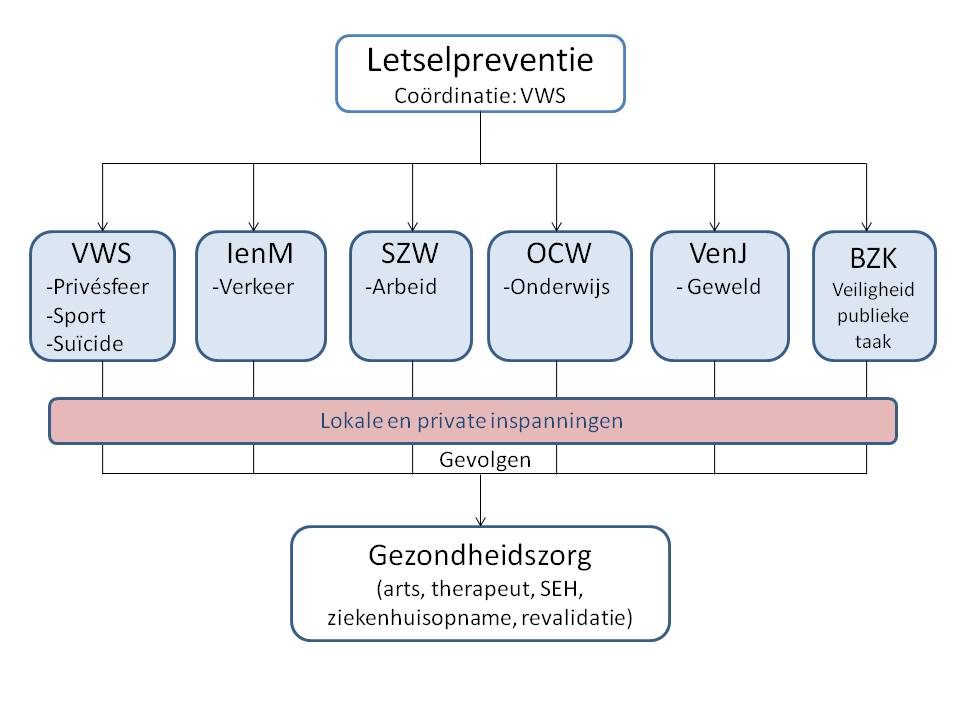 Letselpreventie
Coördinatie: VWS
VWS
-Privésfeer
-Sport
-Suïcide
IenM
-Verkeer
SZW
-Arbeid
OCW
-Onderwijs
VenJ
- Geweld
BZK
Veiligheid
publieke
taak
Lokale en private inspanningen
Gevolgen
Gezondheidszorg
(arts, therapeut, SEH,
ziekenhuisopname, revalidatie)